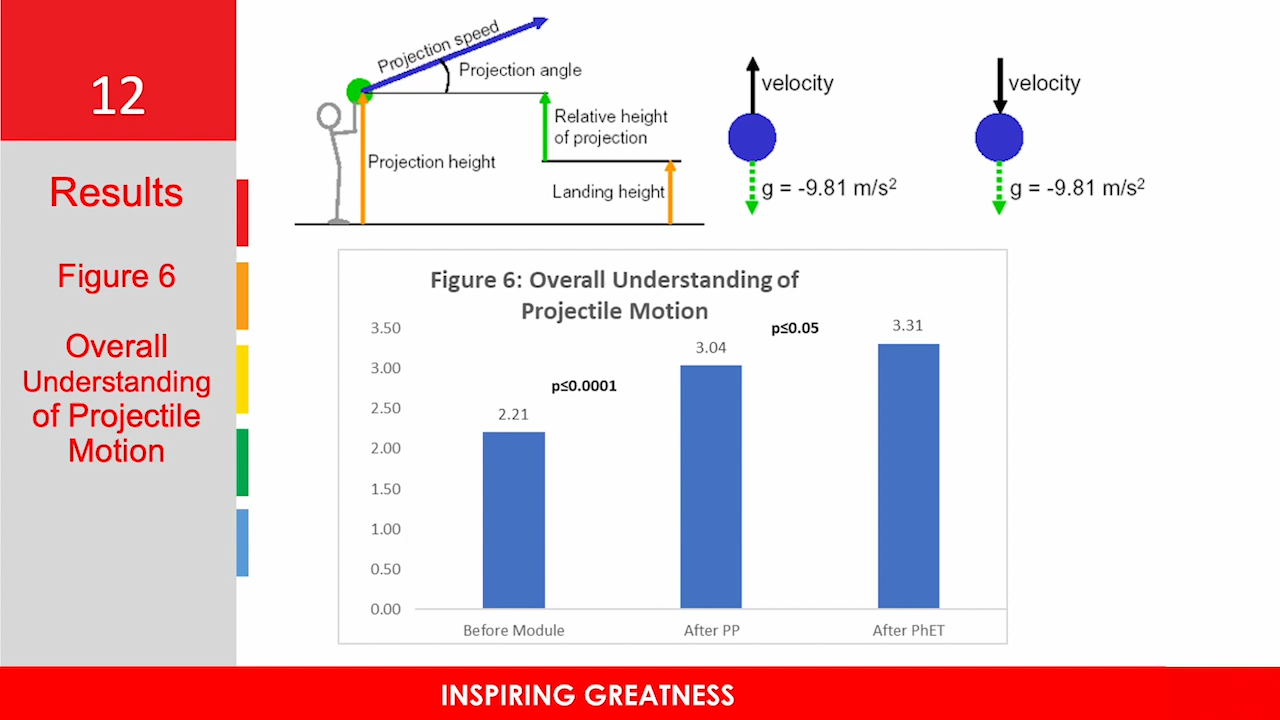 12
Results
Figure 6
Overall
Understanding
of Projectile
Motion
Projection speed
Projection angle
Relative height
of projection
Projection height
Landing height
velocity
g = -9.81 m/s²
velocity
g = -9.81 m/s²
Figure 6: Overall Understanding of
Projectile Motion
3.50
3.00
2.50
2.00
1.50
1.00
0.50
0.00
2.21
p≤0.0001
3.04
p≤0.05
3.31
Before Module
After PP
After PhET
INSPIRING GREATNESS